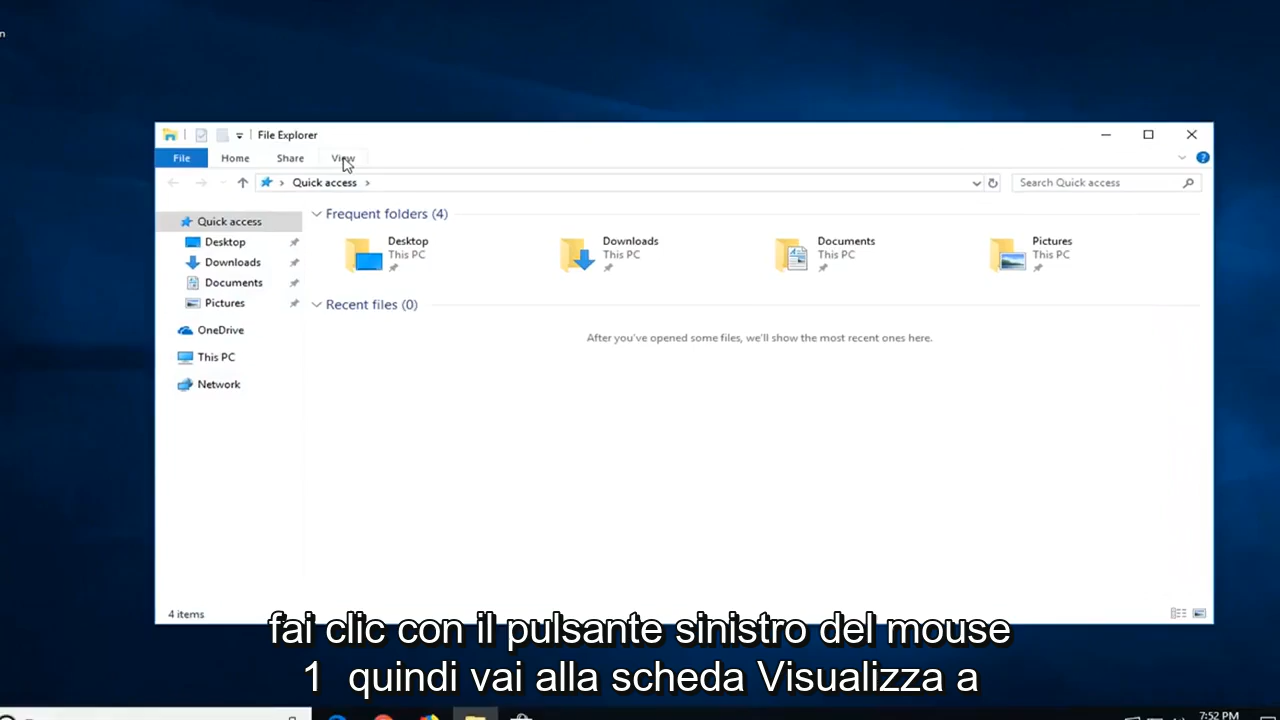 n
File Explorer
File Home Share View
Quick access
Search Quick access
Quick access
Desktop
Downloads
Documents
Pictures
OneDrive
This PC
Network
Frequent folders (4)
Desktop
This PC
Downloads
This PC
Documents
This PC
Pictures
This PC
Recent files (0)
After you've opened some files, we'll show the most recent ones here.
4 items
fai clic con il pulsante sinistro del mouse
1 quindi vai alla scheda Visualizza a
7:52 PM